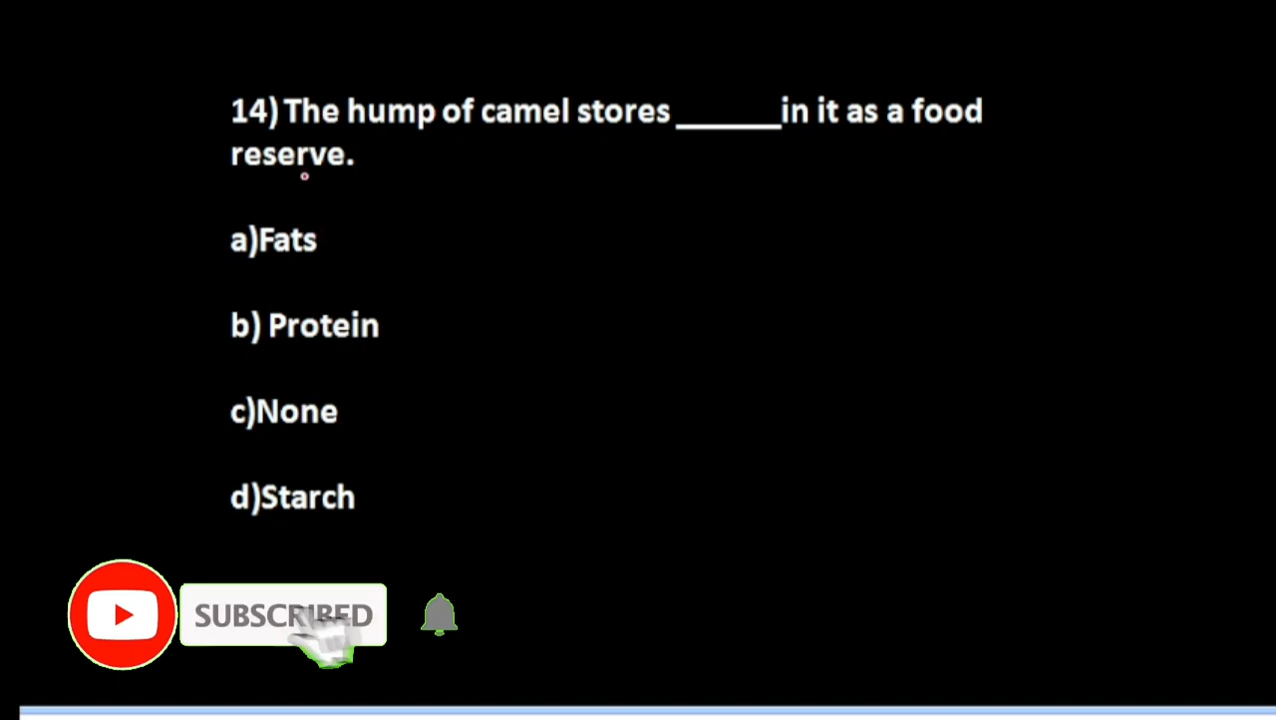 14) The hump of camel stores ______in it as a food
reserve.
a)Fats
b) Protein
c)None
d)Starch
SUBSCRIBED